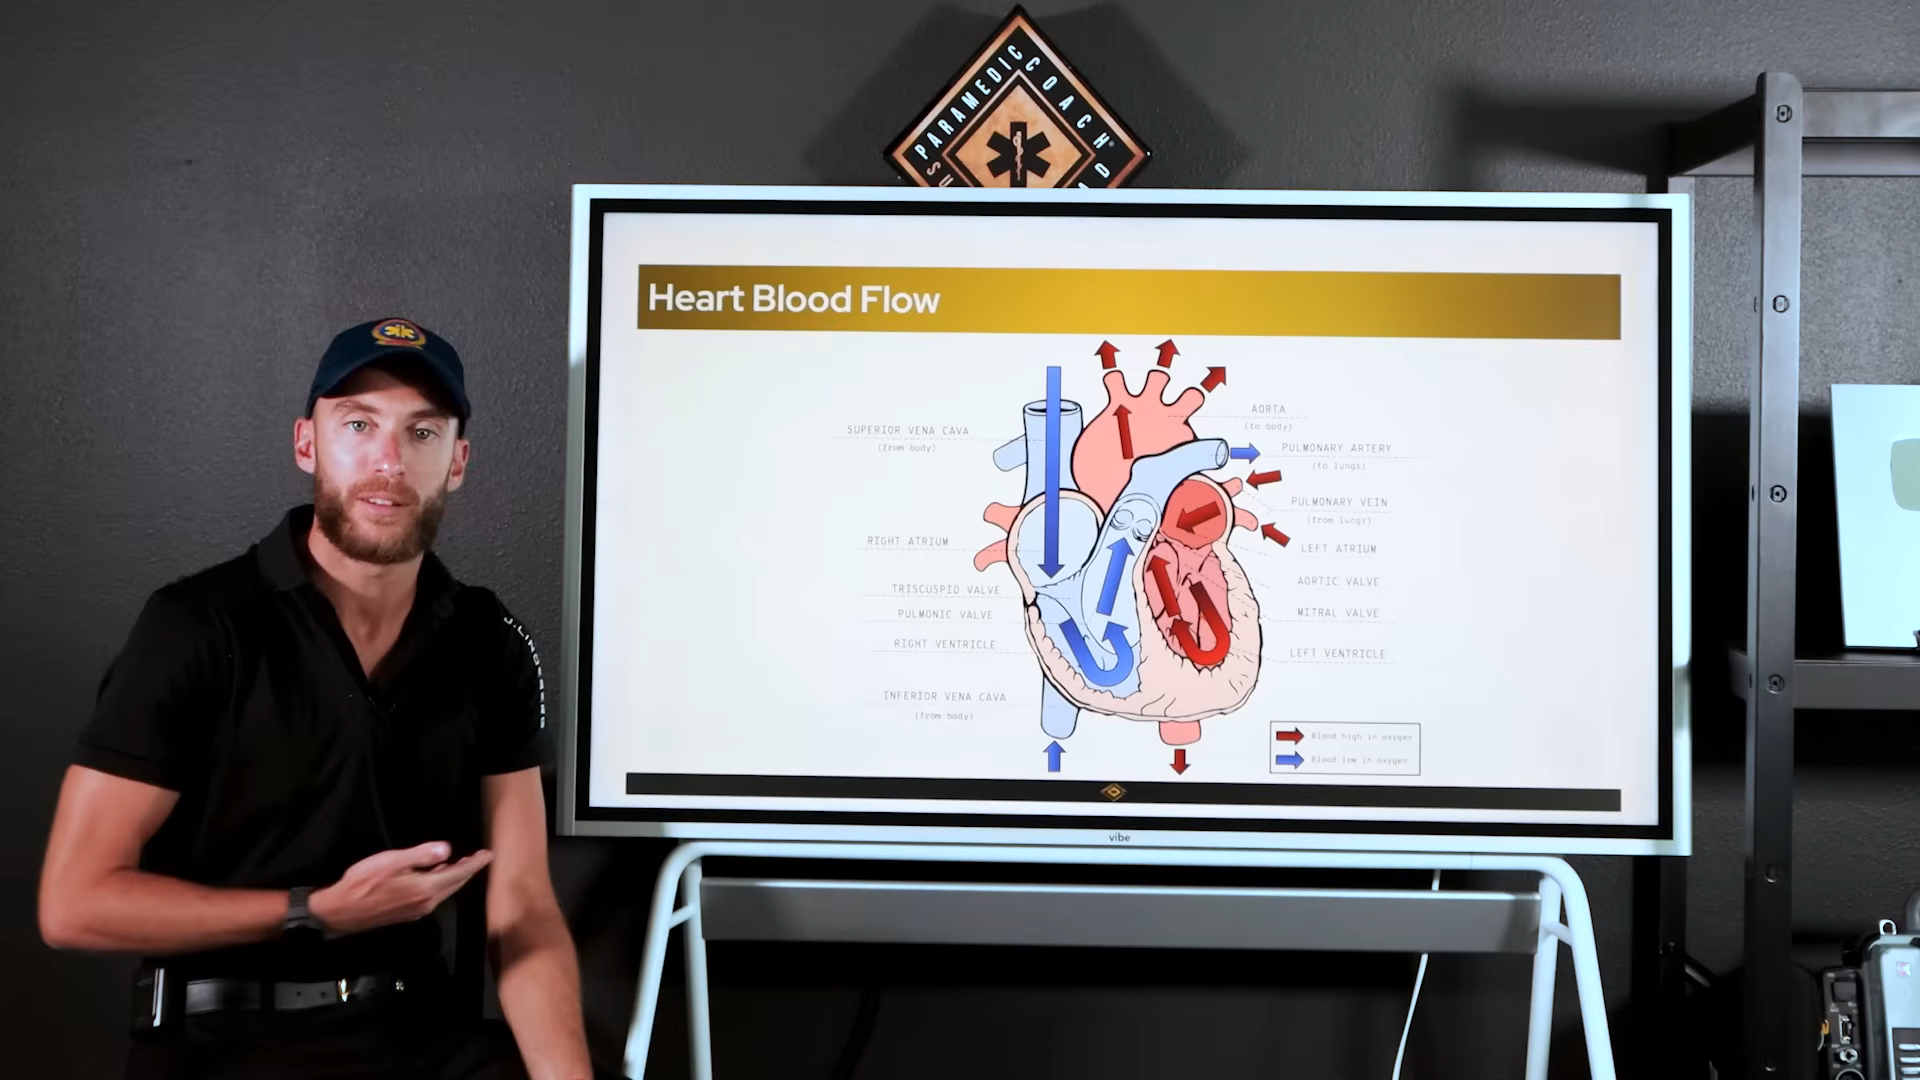 PARAMEDIC COACH
Heart Blood Flow
SUPERIOR VENA CAVA
(from body)
RIGHT ATRIUM
TRISCUSPID VALVE
PULMONIC VALVE
RIGHT VENTRICLE
INFERIOR VENA CAVA
(from body)
AORTA
(to body)
PULMONARY ARTERY
(to lungs)
PULMONARY VEIN
(from lungs)
LEFT ATRIUM
AORTIC VALVE
MITRAL VALVE
LEFT VENTRICLE
Blood high in oxygen
Blood low in oxygen
vibe